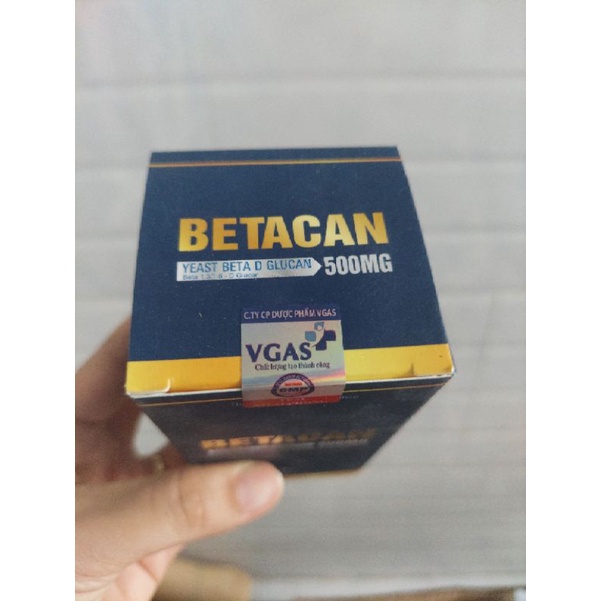 BETACAN
YEAST BETA D GLUCAN 500MG
C.TY CP DƯỢC PHẨM VGAS
VGAS
Chất lượng tạo thành công
BETACAN